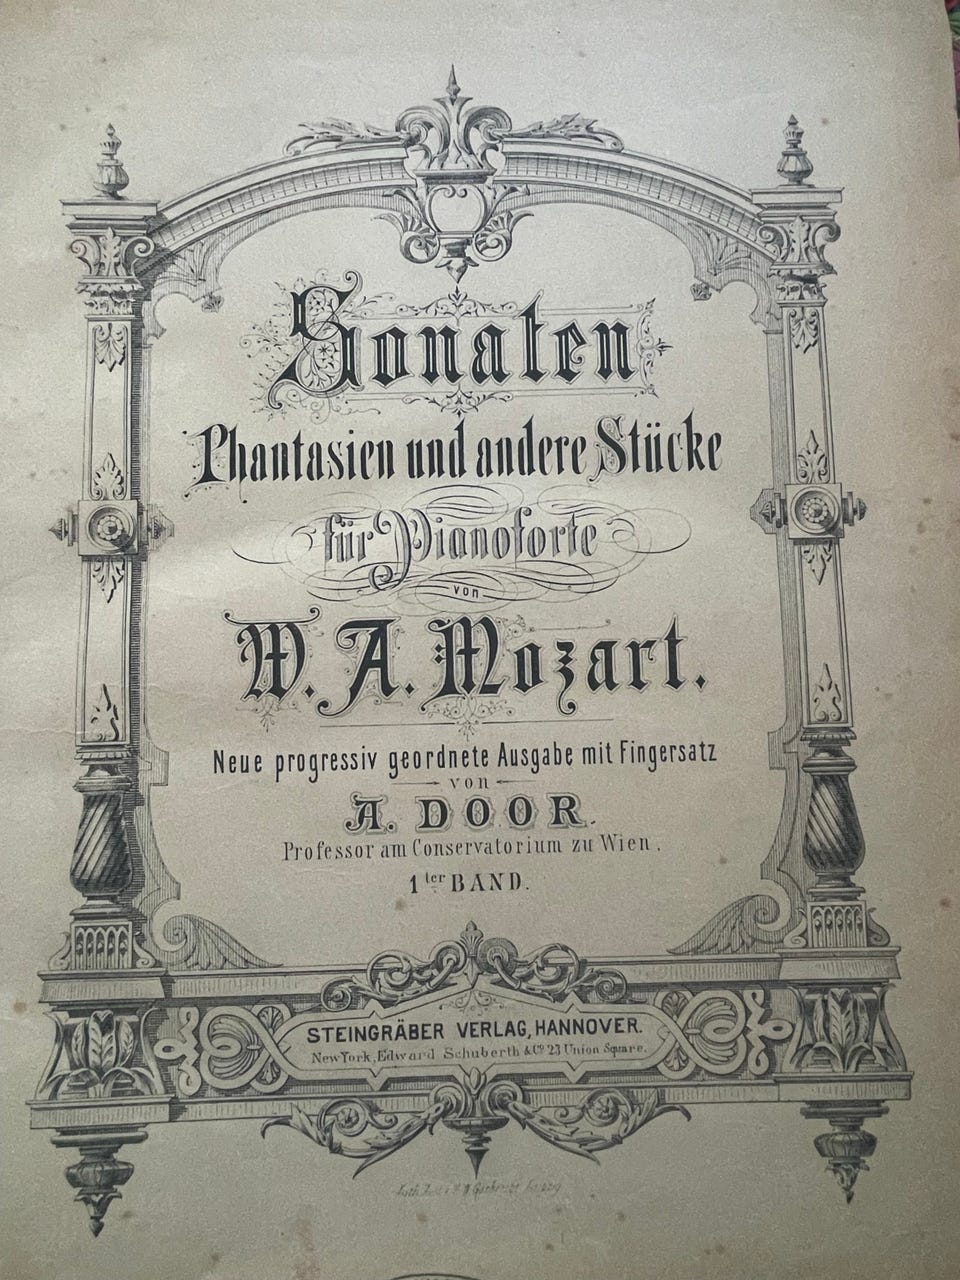 Sonaten
Phantasien und andere Stücke
für Pianoforte
von
W. A. Mozart.
Neue progressiv geordnete Ausgabe mit Fingersatz
von
A. DOOR.
Professor am Conservatorium zu Wien.
1ter BAND.
STEINGRÄBER VERLAG, HANNOVER.
New York, Edward Schuberth & Co 23 Union Square.